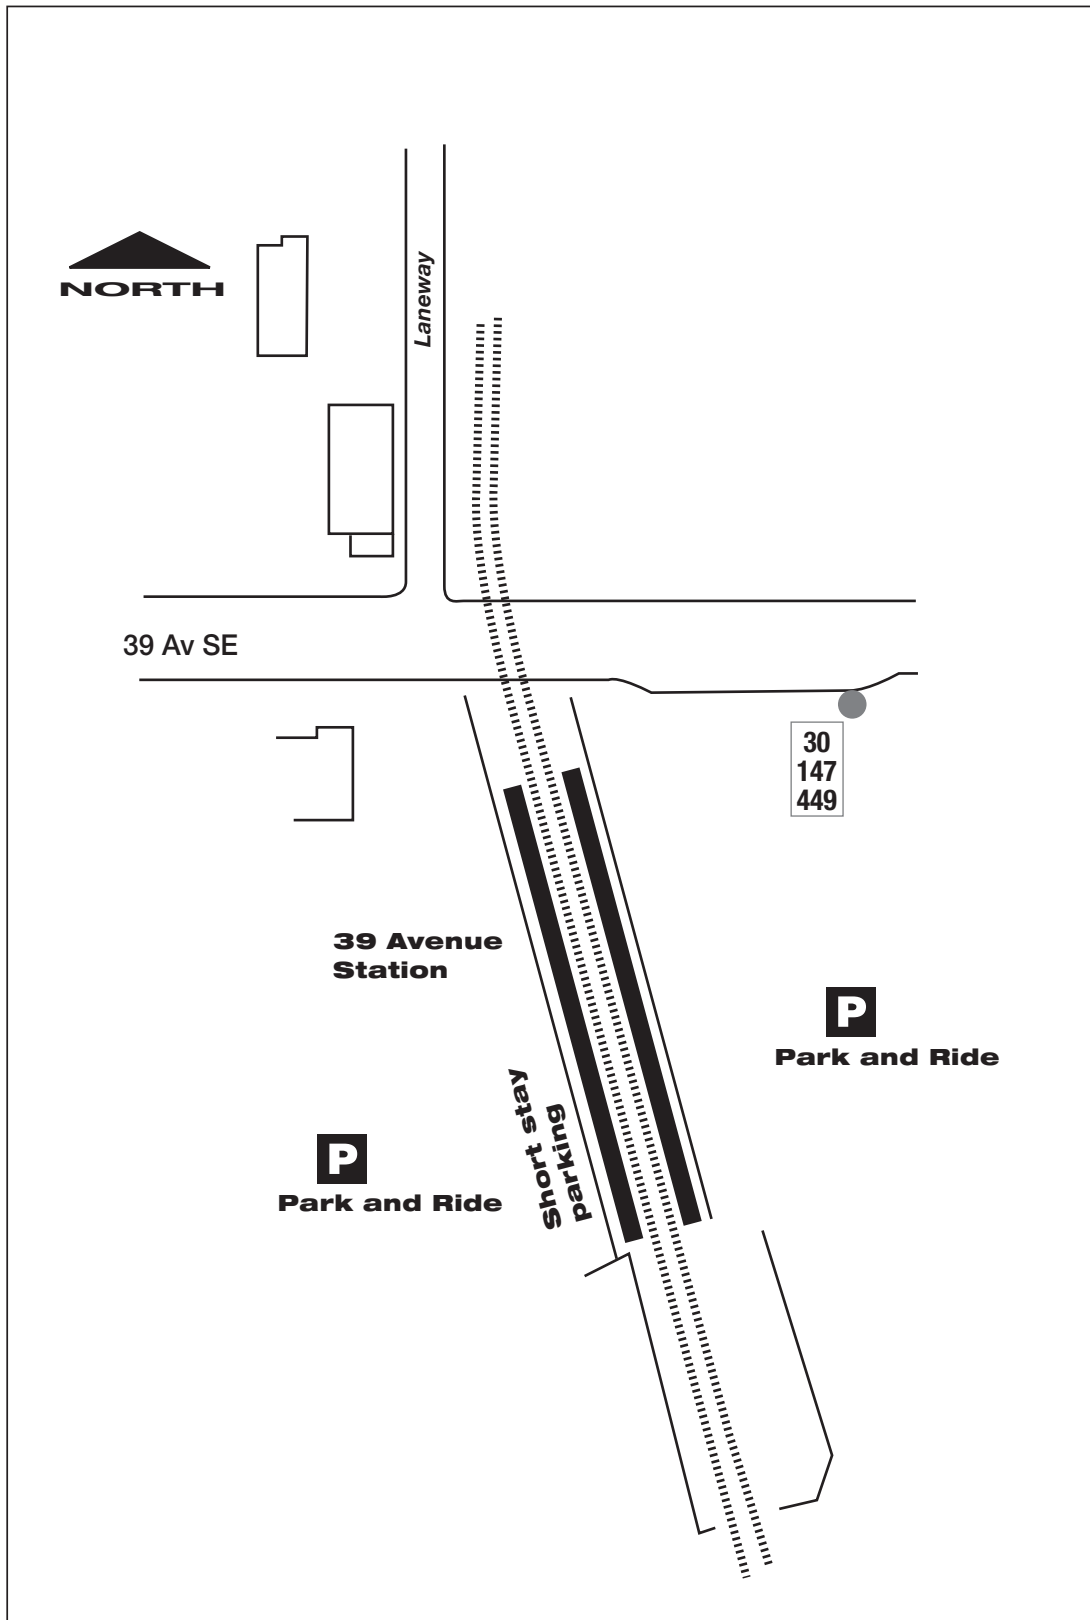 NORTH
Laneway
39 Av SE
30
147
449
39 Avenue
Station
P
Park and Ride
Short stay
parking
P
Park and Ride